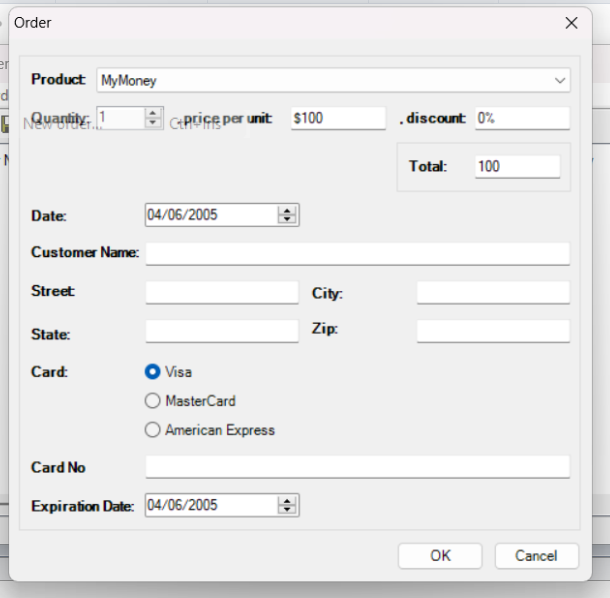 Order
Product: MyMoney
Quantity: 1 , price per unit: $100 , discount: 0%
New order... Ctrl+Ins
Total: 100
Date: 04/06/2005
Customer Name:
Street: City:
State: Zip:
Card: Visa
MasterCard
American Express
Card No
Expiration Date: 04/06/2005
OK Cancel